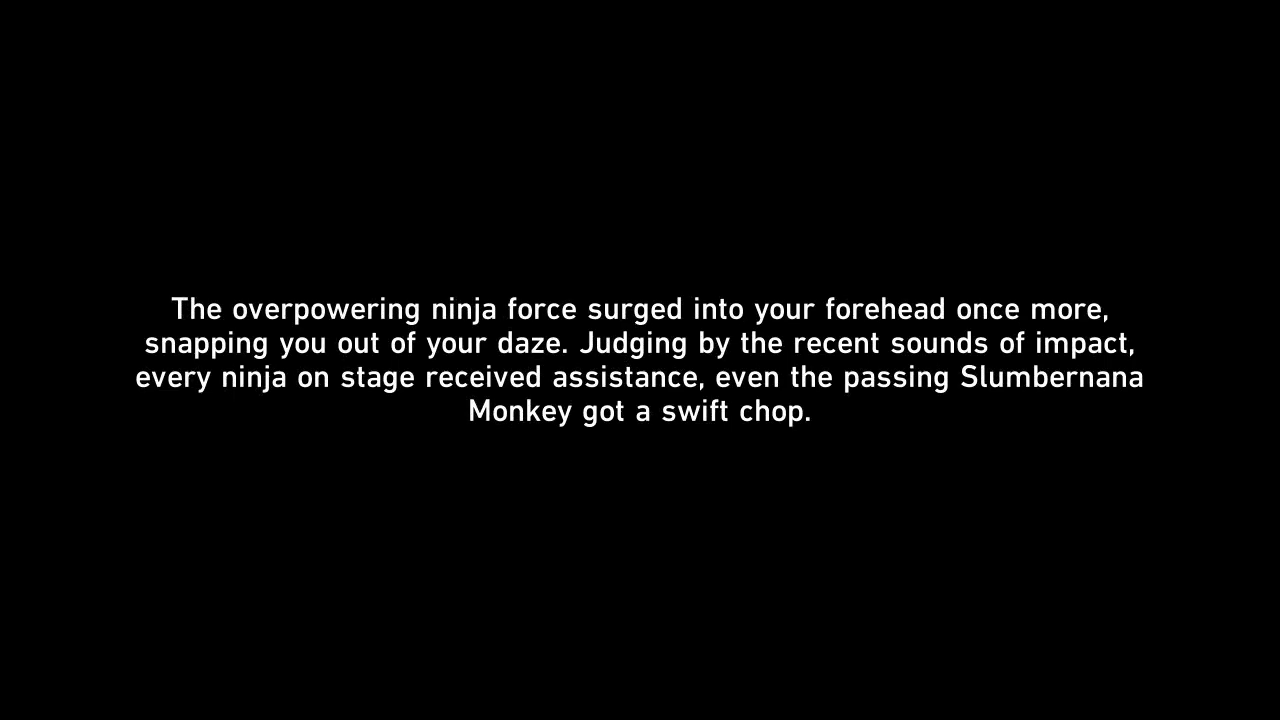 The overpowering ninja force surged into your forehead once more,
snapping you out of your daze. Judging by the recent sounds of impact,
every ninja on stage received assistance, even the passing Slumbernana
Monkey got a swift chop.